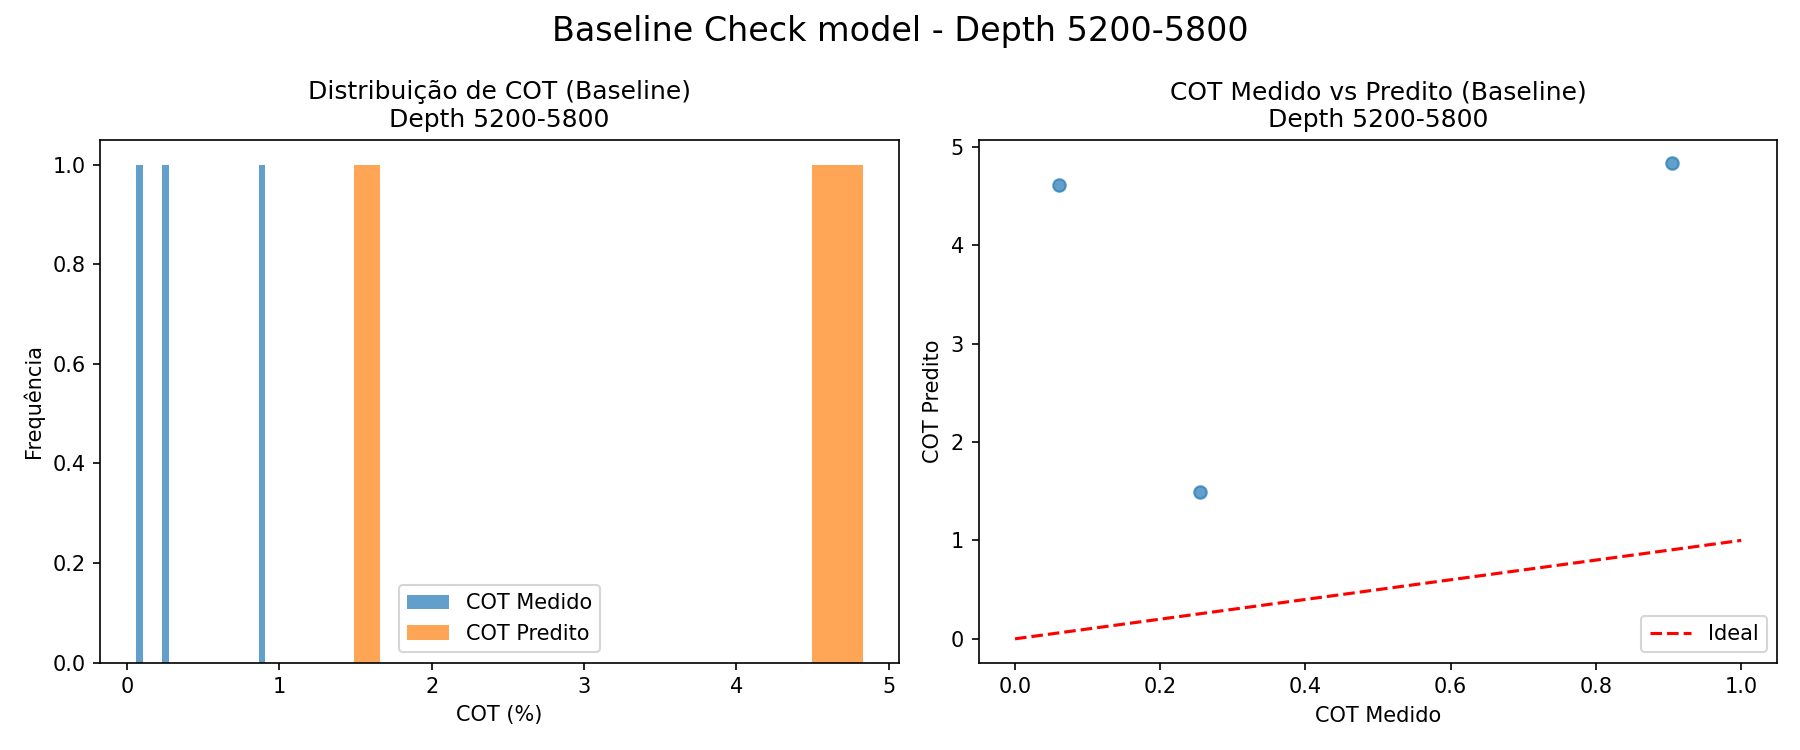 Baseline Check model - Depth 5200-5800
Distribuição de COT (Baseline)
Depth 5200-5800
1.0
0.8
0.6
0.4
0.2
0.0
Frequência
0
1
2
3
4
5
COT (%)
COT Medido
COT Predito
COT Medido vs Predito (Baseline)
Depth 5200-5800
5
4
3
2
1
0
COT Predito
0.0
0.2
0.4
0.6
0.8
1.0
COT Medido
Ideal